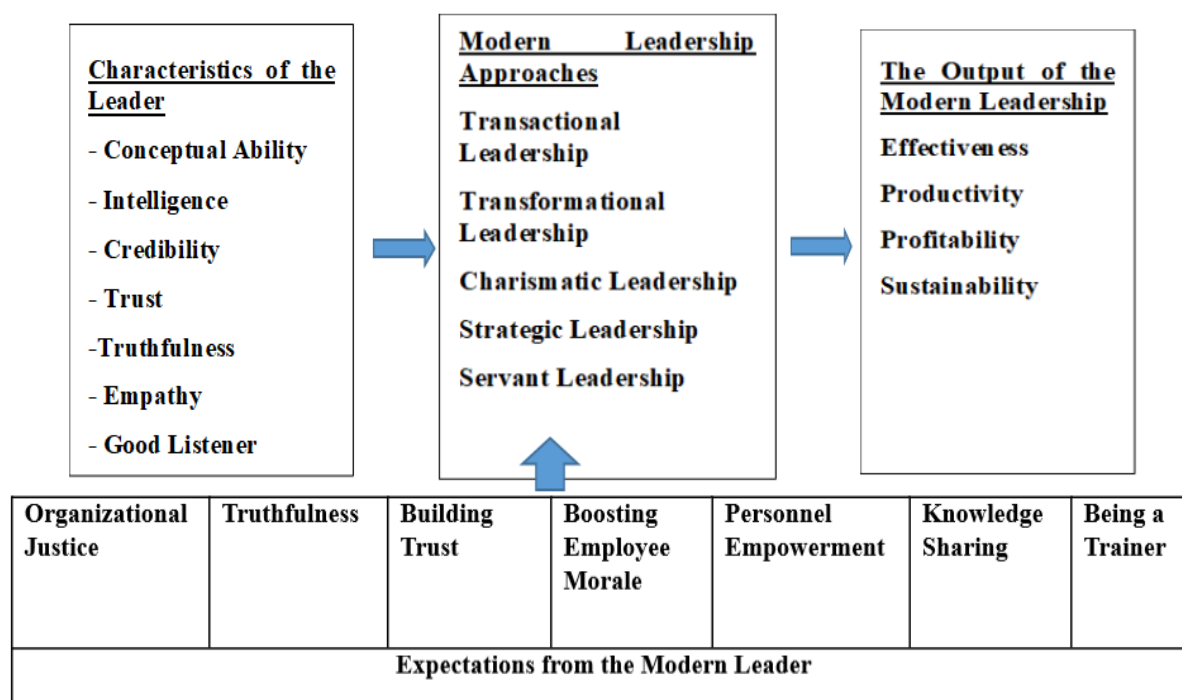 Characteristics of the
Leader
- Conceptual Ability
- Intelligence
- Credibility
- Trust
-Truthfulness
- Empathy
- Good Listener
Modern Leadership
Approaches
Transactional
Leadership
Transformational
Leadership
Charismatic Leadership
Strategic Leadership
Servant Leadership
The Output of the
Modern Leadership
Effectiveness
Productivity
Profitability
Sustainability
Organizational
Justice
Truthfulness
Building
Trust
Boosting
Employee
Morale
Personnel
Empowerment
Knowledge
Sharing
Being a
Trainer
Expectations from the Modern Leader